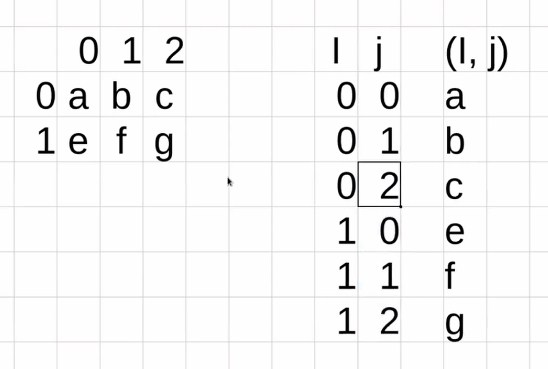 0 1 2
0 a b c
1 e f g
I j (I, j)
0 0 a
0 1 b
0 2 c
1 0 e
1 1 f
1 2 g